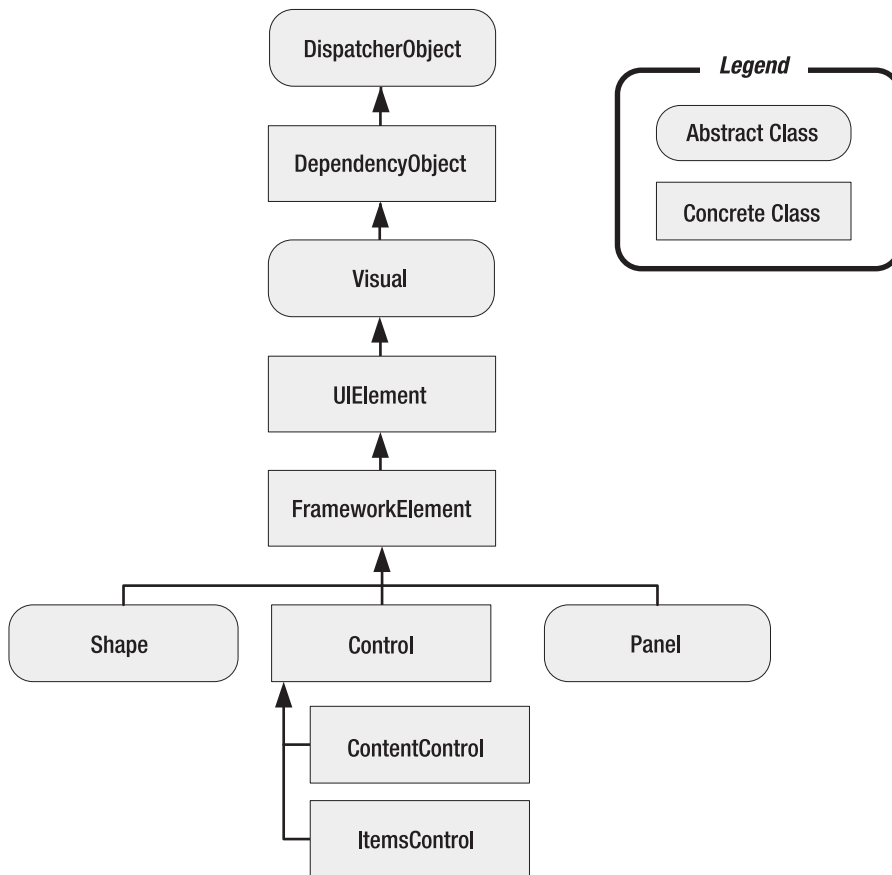 DispatcherObject
Legend
Abstract Class
DependencyObject
Concrete Class
Visual
UIElement
FrameworkElement
Shape
Control
Panel
ContentControl
ItemsControl